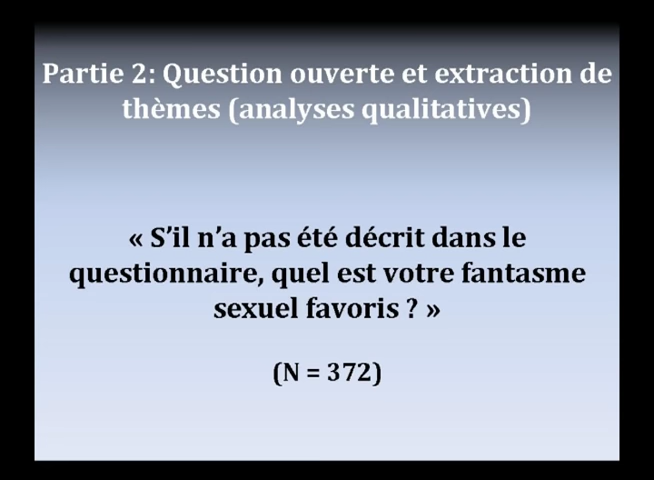 Partie 2: Question ouverte et extraction de
thèmes (analyses qualitatives)
« S’il n’a pas été décrit dans le
questionnaire, quel est votre fantasme
sexuel favoris ? »
(N = 372)